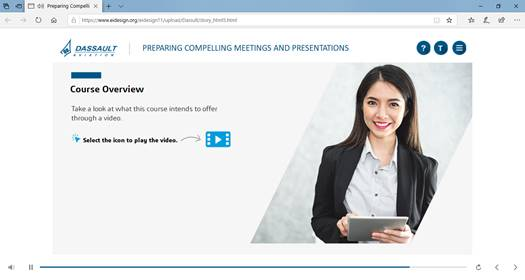 Preparing Compelli
https://www.eidesign.org/eidesign11/upload/Dassult/story_html5.html
DASSAULT
AVIATION
PREPARING COMPELLING MEETINGS AND PRESENTATIONS
? T
Course Overview
Take a look at what this course intends to offer
through a video.
Select the icon to play the video.